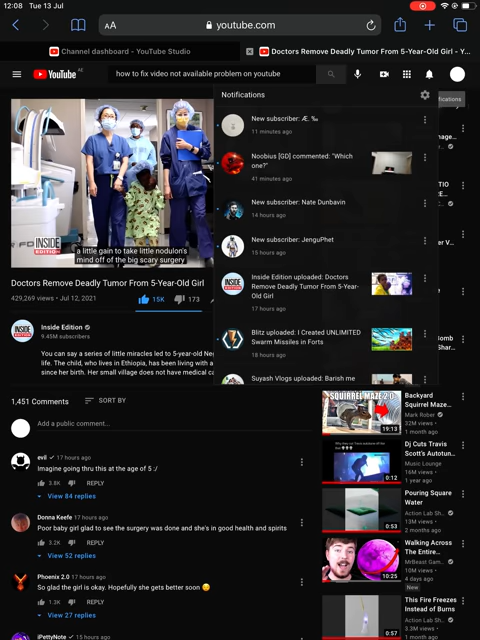 12:08 Tue 13 Jul
AA
youtube.com
Channel dashboard - YouTube Studio
Doctors Remove Deadly Tumor From 5-Year-Old Girl - Y...
YouTube AE
how to fix video not available problem on youtube
Notifications
New subscriber: Æ. ‰
11 minutes ago
Noobius [GD] commented: "Which
one?"
41 minutes ago
New subscriber: Nate Dunbavin
14 hours ago
New subscriber: JenguPhet
15 hours ago
Inside Edition uploaded: Doctors
Remove Deadly Tumor From 5-Year-
Old Girl
17 hours ago
Blitz uploaded: I Created UNLIMITED
Swarm Missiles in Forts
18 hours ago
Suyash Vlogs uploaded: Barish me
INSIDE
EDITION
a little gain to take little nodulon's
mind off of the big scary surgery
Doctors Remove Deadly Tumor From 5-Year-Old Girl
429,269 views • Jul 12, 2021
15K
173
Inside Edition
9.45M subscribers
You can say a series of little miracles led to 5-year-old Neg
life. The child, who lives in Ethiopia, has been living with a
since her birth. Her small village does not have medical ca
1,451 Comments
SORT BY
Add a public comment...
evil 17 hours ago
Imagine going thru this at the age of 5 :/
3.8K
REPLY
View 84 replies
Donna Keefe 17 hours ago
Poor baby girl glad to see the surgery was done and she's in good health and spirits
3.2K
REPLY
View 52 replies
Phoenix 2.0 17 hours ago
So glad the girl is okay. Hopefully she gets better soon 😥
1.3K
REPLY
View 27 replies
iPettyNote 15 hours ago
SQUIRREL MAZE 2.0
19:13
Backyard
Squirrel Maze...
Mark Rober
32M views •
1 month ago
0:12
Dj Cuts Travis
Scott's Autotun...
Music Lounge
16M views •
1 year ago
0:53
Pouring Square
Water
Action Lab Sh...
13M views •
2 months ago
10:25
Walking Across
The Entire...
MrBeast Gam...
10M views •
4 days ago
New
0:57
This Fire Freezes
Instead of Burns
Action Lab Sh...
3.3M views •
1 month ago